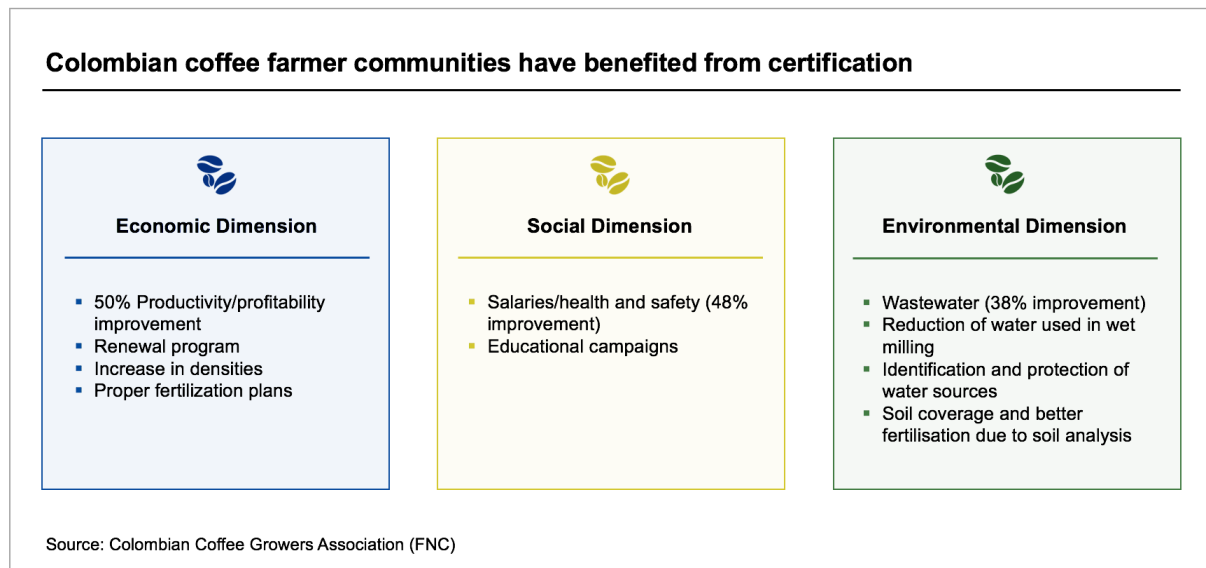 Colombian coffee farmer communities have benefited from certification
Economic Dimension
▪ 50% Productivity/profitability
improvement
▪ Renewal program
▪ Increase in densities
▪ Proper fertilization plans
Social Dimension
▪ Salaries/health and safety (48%
improvement)
▪ Educational campaigns
Environmental Dimension
▪ Wastewater (38% improvement)
▪ Reduction of water used in wet
milling
▪ Identification and protection of
water sources
▪ Soil coverage and better
fertilisation due to soil analysis
Source: Colombian Coffee Growers Association (FNC)